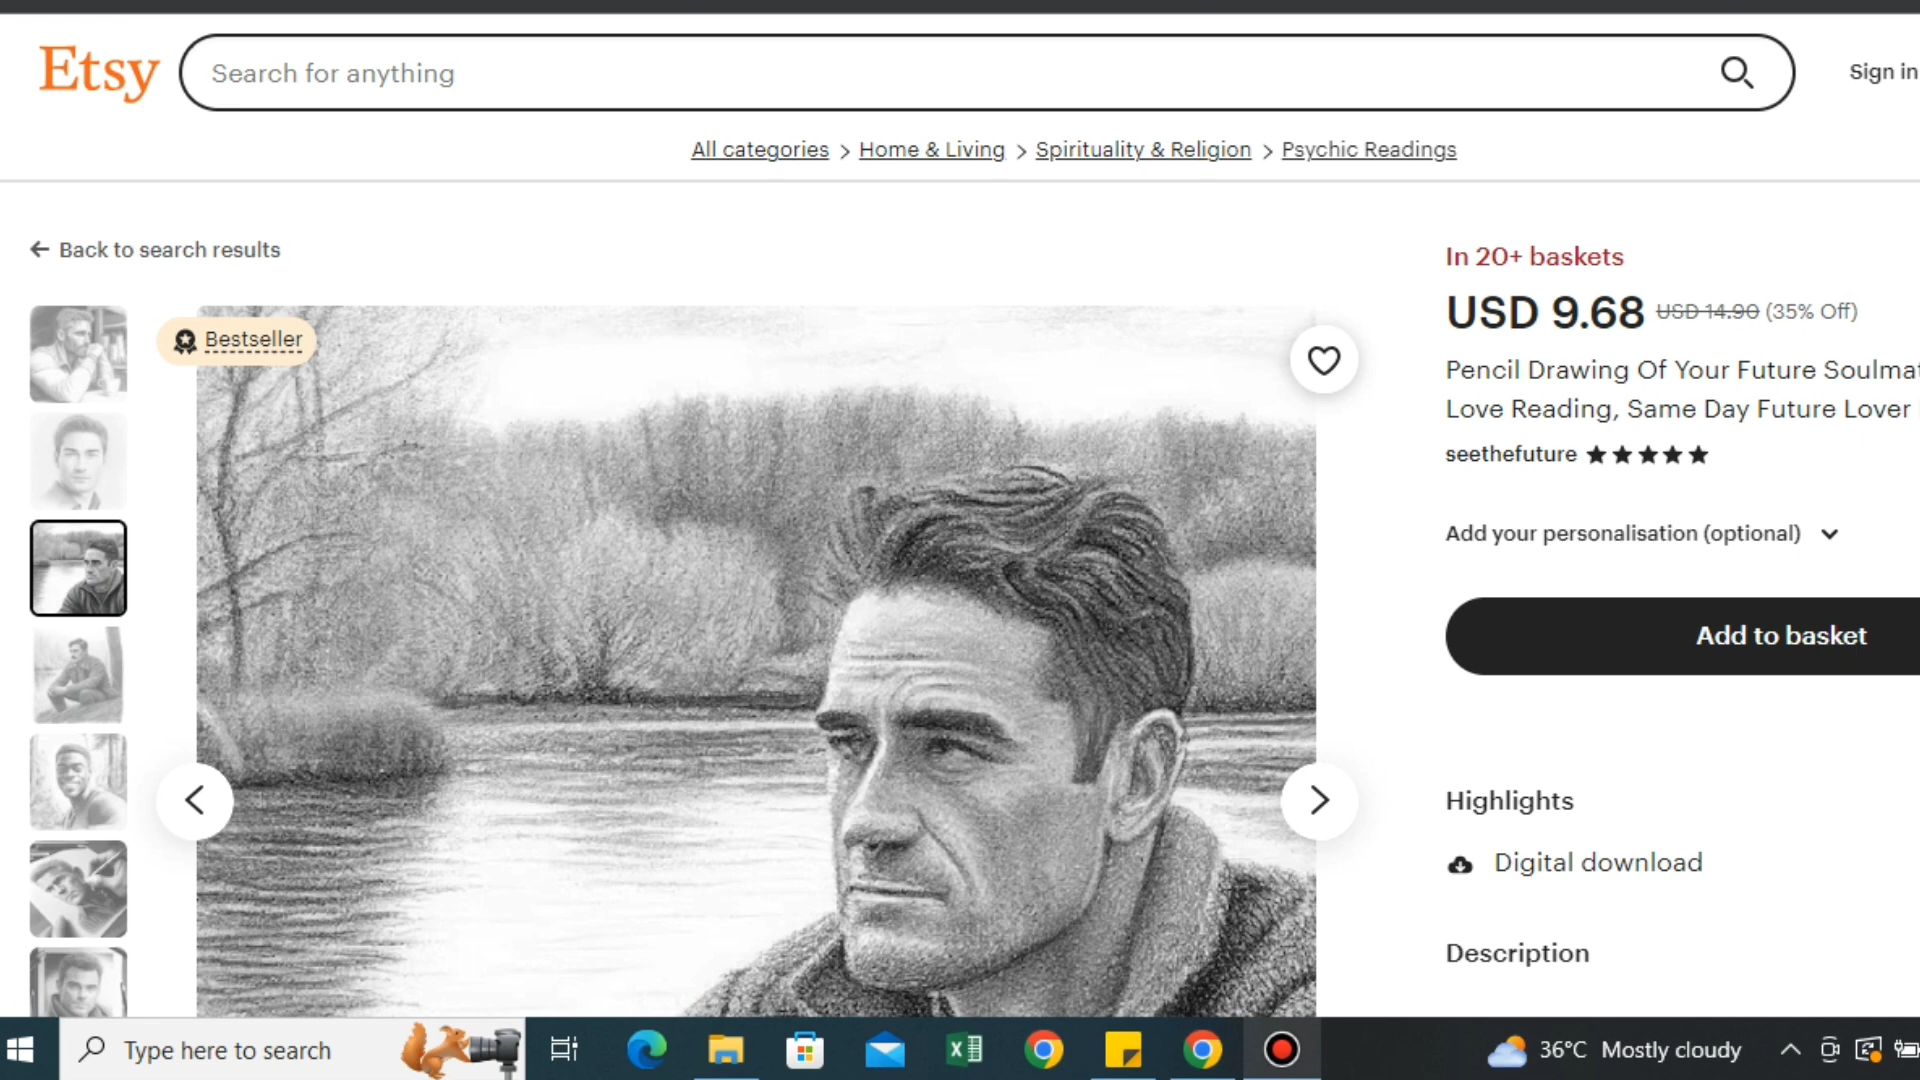 Etsy
Search for anything
Sign in
All categories > Home & Living > Spirituality & Religion > Psychic Readings
← Back to search results
Bestseller
In 20+ baskets
USD 9.68 USD 14.90 (35% Off)
Pencil Drawing Of Your Future Soulmat
Love Reading, Same Day Future Lover
seethefuture ★★★★★
Add your personalisation (optional)
Add to basket
Highlights
Digital download
Description
Type here to search
36°C Mostly cloudy